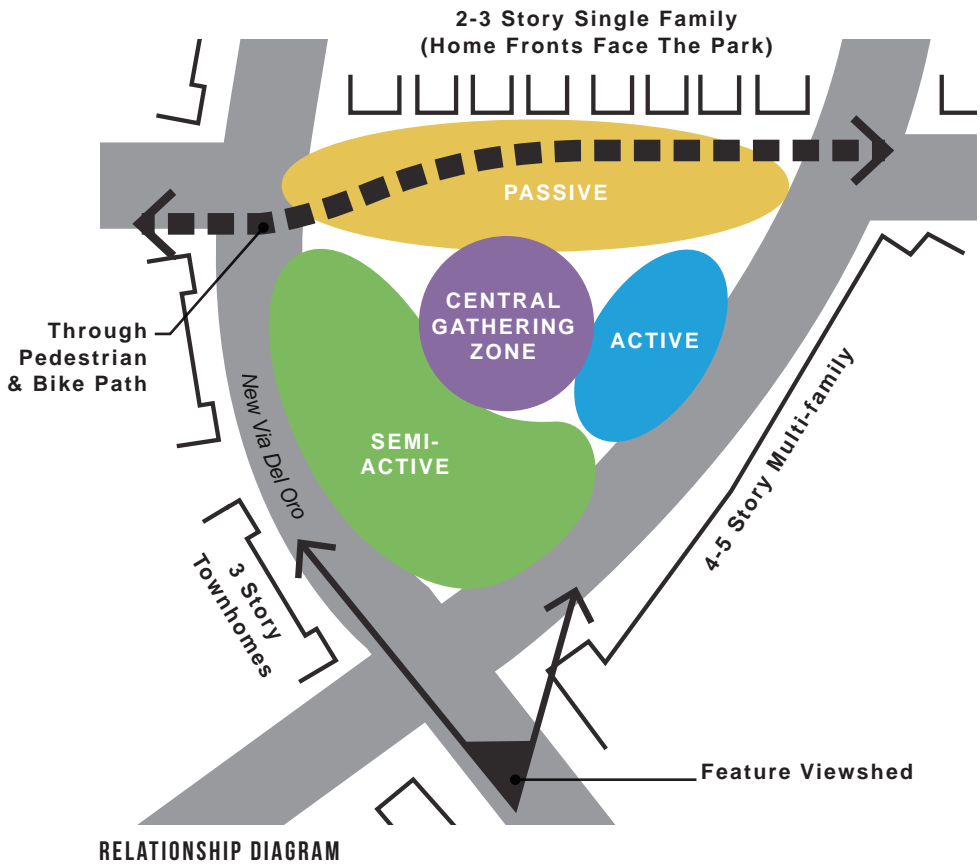 2-3 Story Single Family
(Home Fronts Face The Park)
PASSIVE
CENTRAL
GATHERING
ZONE
ACTIVE
Through
Pedestrian
& Bike Path
New Via Del Oro
SEMI-
ACTIVE
4-5 Story Multi-family
3 Story
Townhomes
Feature Viewshed
RELATIONSHIP DIAGRAM